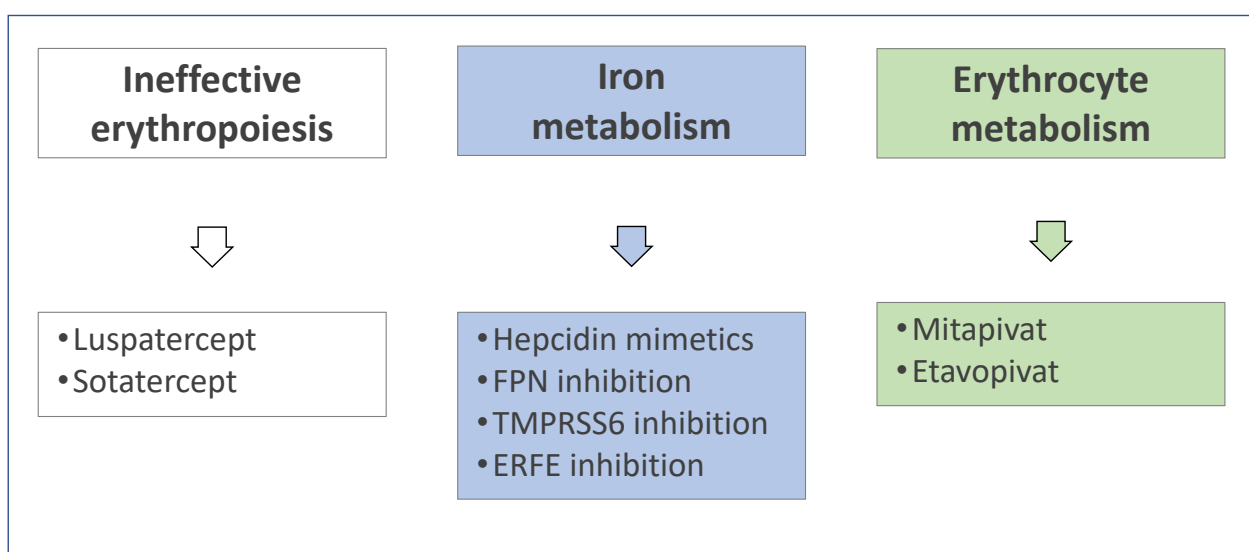 Ineffective
erythropoiesis
•Luspatercept
•Sotatercept
Iron
metabolism
•Hepcidin mimetics
•FPN inhibition
•TMPRSS6 inhibition
•ERFE inhibition
Erythrocyte
metabolism
•Mitapivat
•Etavopivat